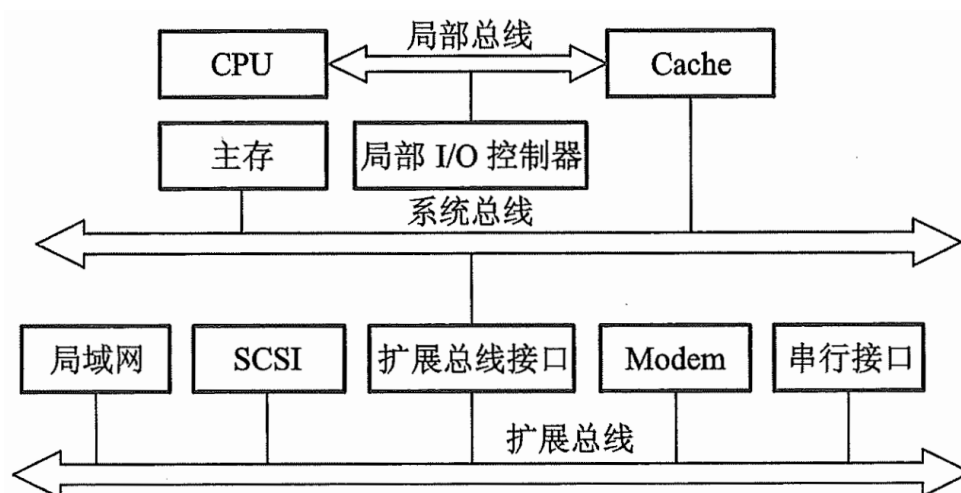 局部总线
CPU
Cache
主存
局部 I/O 控制器
系统总线
局域网
SCSI
扩展总线接口
Modem
串行接口
扩展总线